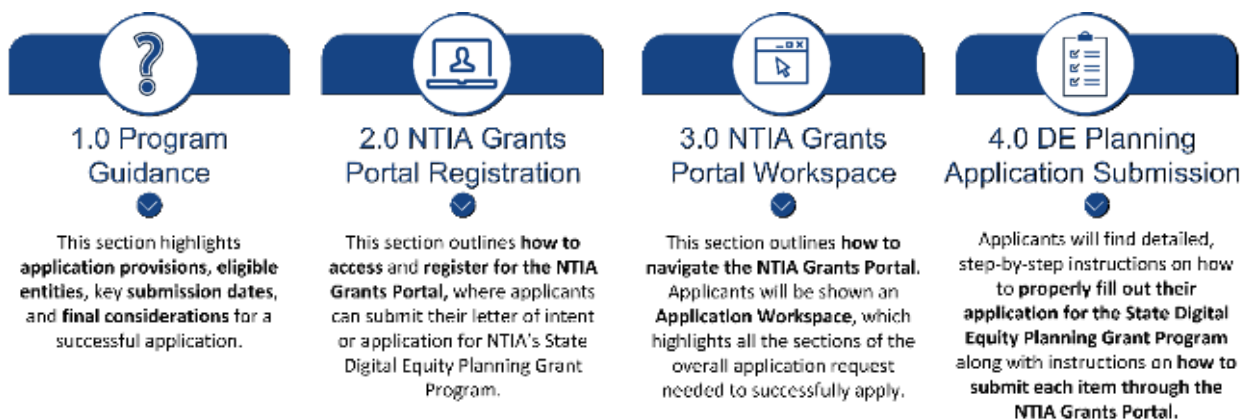 1.0 Program
Guidance
This section highlights
application provisions, eligible
entities, key submission dates,
and final considerations for a
successful application.
2.0 NTIA Grants
Portal Registration
This section outlines how to
access and register for the NTIA
Grants Portal, where applicants
can submit their letter of intent
or application for NTIA's State
Digital Equity Planning Grant
Program.
3.0 NTIA Grants
Portal Workspace
This section outlines how to
navigate the NTIA Grants Portal.
Applicants will be shown an
Application Workspace, which
highlights all the sections of the
overall application request
needed to successfully apply.
4.0 DE Planning
Application Submission
Applicants will find detailed,
step-by-step instructions on how
to properly fill out their
application for the State Digital
Equity Planning Grant Program
along with instructions on how to
submit each item through the
NTIA Grants Portal.